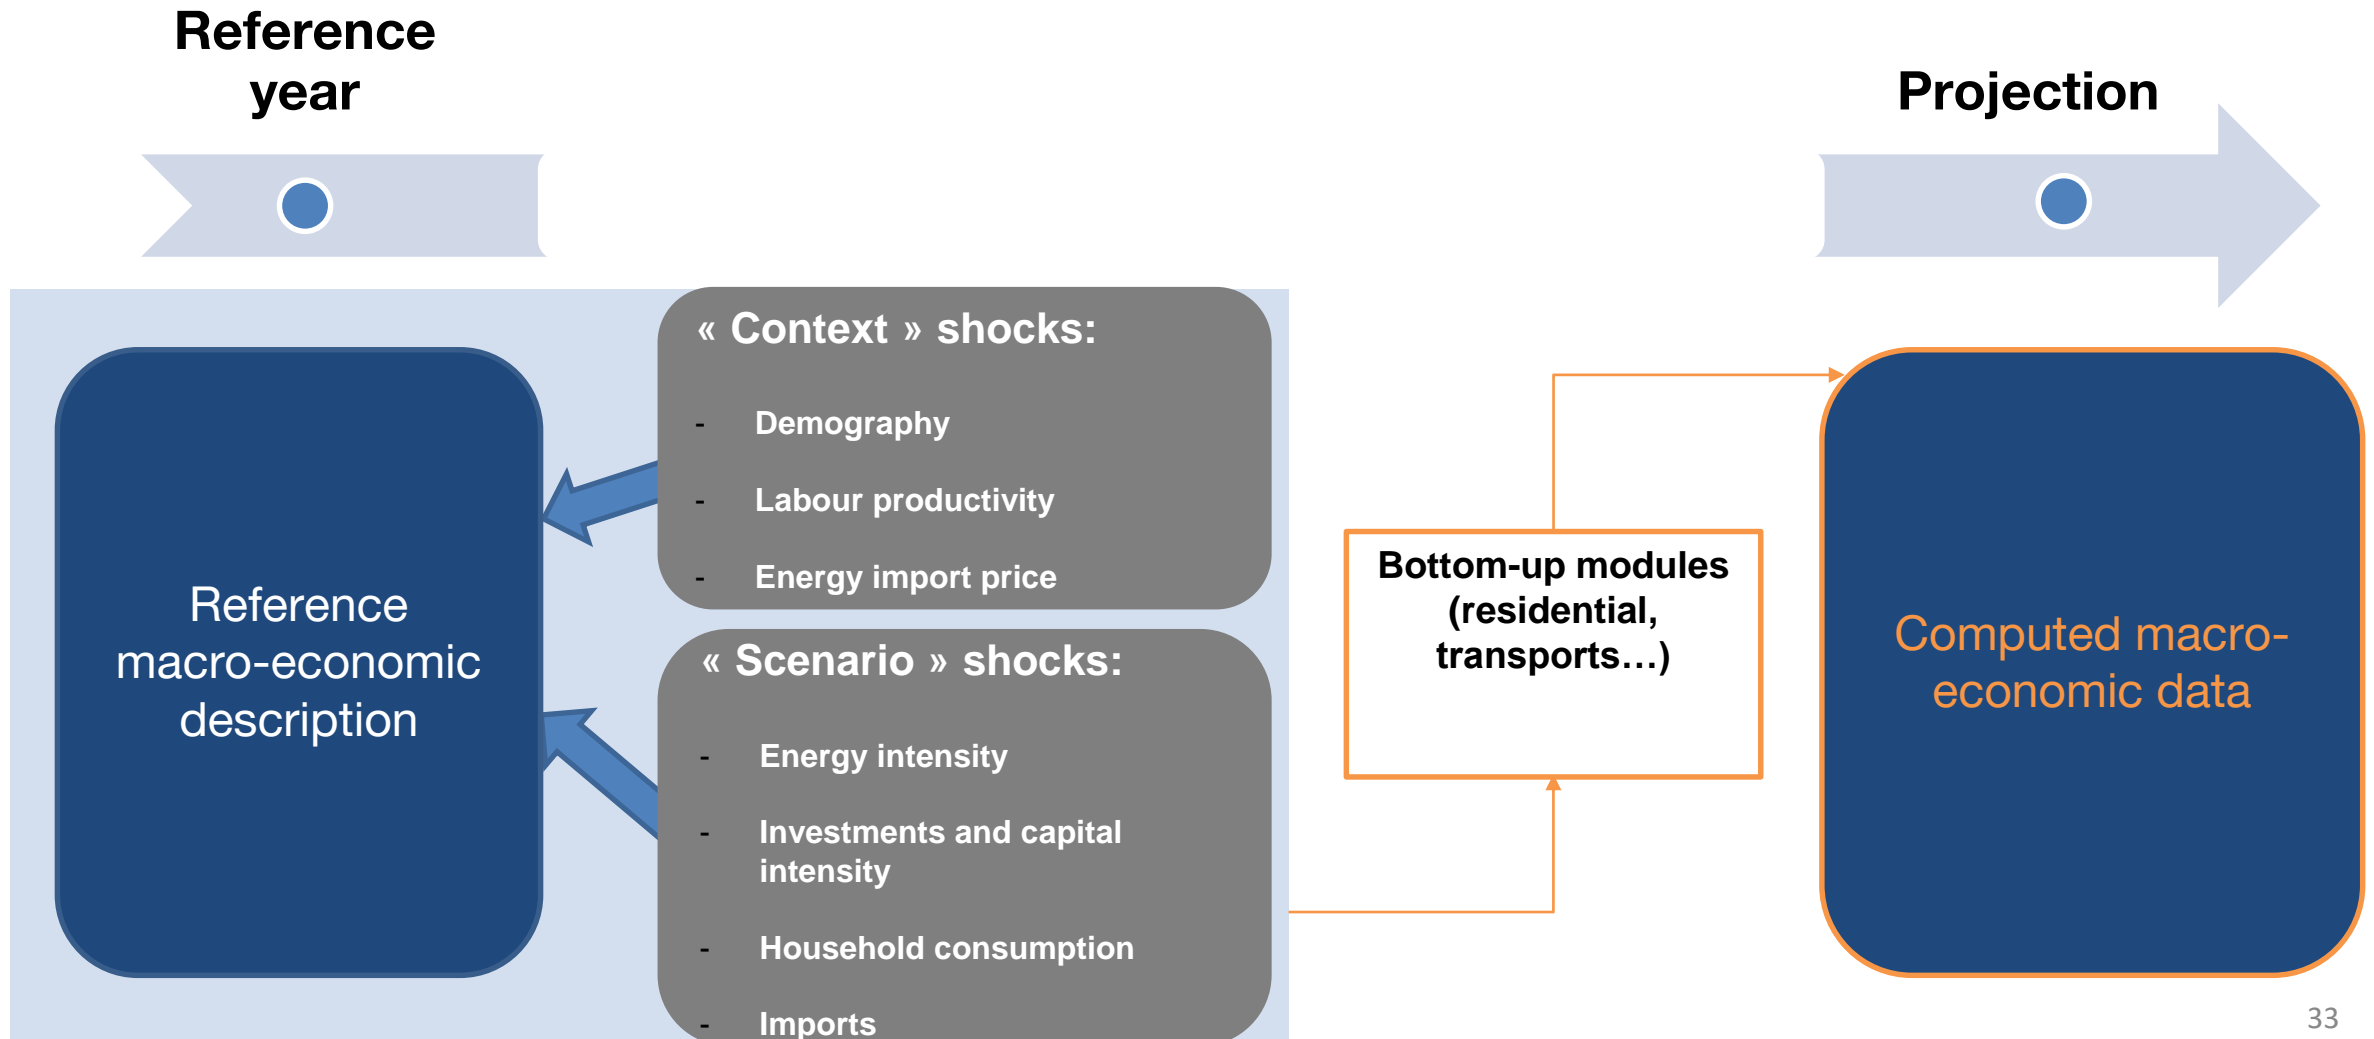 Reference
year
Projection
Reference
macro-economic
description
« Context » shocks:
- Demography
- Labour productivity
- Energy import price
« Scenario » shocks:
- Energy intensity
- Investments and capital
intensity
- Household consumption
- Imports
Bottom-up modules
(residential,
transports…)
Computed macro-
economic data
33